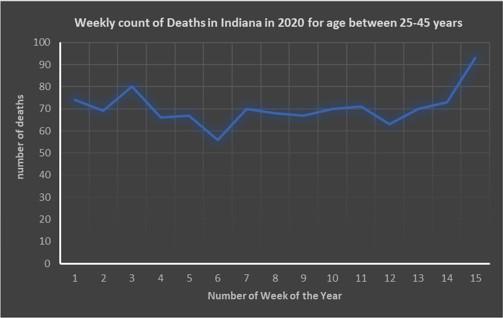 Weekly count of Deaths in Indiana in 2020 for age between 25-45 years
100
90
80
70
60
50
40
30
20
10
0
number of deaths
1 2 3 4 5 6 7 8 9 10 11 12 13 14 15
Number of Week of the Year